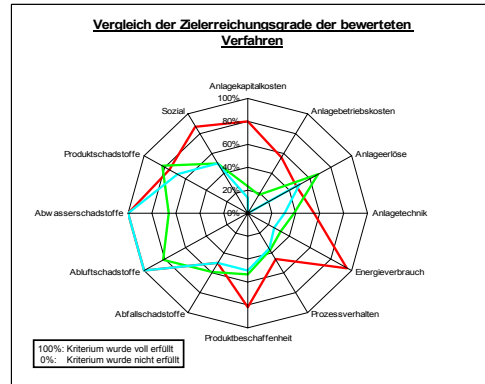 Vergleich der Zielerreichungsgrade der bewerteten
Verfahren
Anlagekapitalkosten
100%
Sozial
Anlagebetriebskosten
80%
60%
Produktschadstoffe
Anlageerlöse
40%
20%
Abwasserschadstoffe
0%
Anlagetechnik
Abluftschadstoffe
Energieverbrauch
Abfallschadstoffe
Prozessverhalten
Produktbeschaffenheit
100%: Kriterium wurde voll erfüllt
0%: Kriterium wurde nicht erfüllt